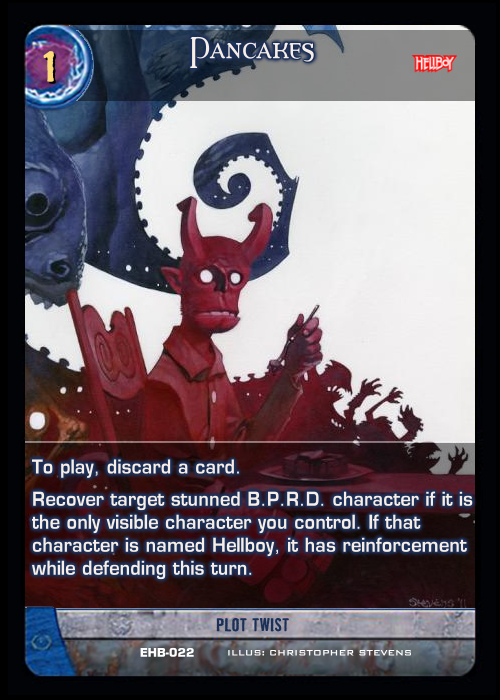 1
Pancakes
HELLBOY
To play, discard a card.
Recover target stunned B.P.R.D. character if it is
the only visible character you control. If that
character is named Hellboy, it has reinforcement
while defending this turn.
PLOT TWIST
EHB-022 ILLUS: CHRISTOPHER STEVENS